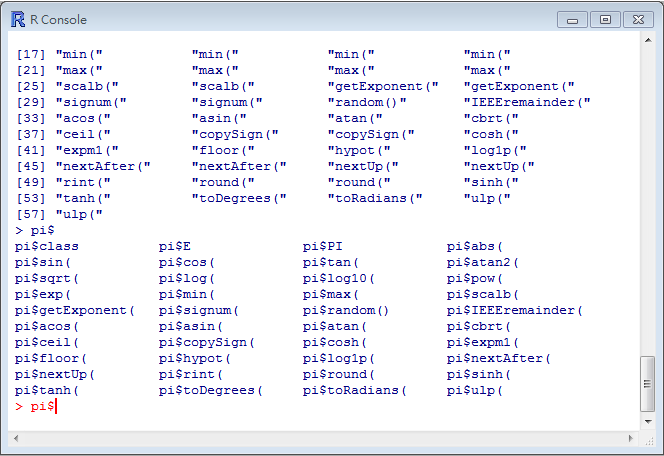 R Console
[17] "min(" "min(" "min(" "min("
[21] "max(" "max(" "max(" "max("
[25] "scalb(" "scalb(" "getExponent(" "getExponent("
[29] "signum(" "signum(" "random()" "IEEEremainder("
[33] "acos(" "asin(" "atan(" "cbrt("
[37] "ceil(" "copySign(" "copySign(" "cosh("
[41] "expm1(" "floor(" "hypot(" "log1p("
[45] "nextAfter(" "nextAfter(" "nextUp(" "nextUp("
[49] "rint(" "round(" "round(" "sinh("
[53] "tanh(" "toDegrees(" "toRadians(" "ulp("
[57] "ulp("
> pi$
pi$class pi$E pi$PI pi$abs(
pi$sin( pi$cos( pi$tan( pi$atan2(
pi$sqrt( pi$log( pi$log10( pi$pow(
pi$exp( pi$min( pi$max( pi$scalb(
pi$getExponent( pi$signum( pi$random() pi$IEEEremainder(
pi$acos( pi$asin( pi$atan( pi$cbrt(
pi$ceil( pi$copySign( pi$cosh( pi$expm1(
pi$floor( pi$hypot( pi$log1p( pi$nextAfter(
pi$nextUp( pi$rint( pi$round( pi$sinh(
pi$tanh( pi$toDegrees( pi$toRadians( pi$ulp(
> pi$